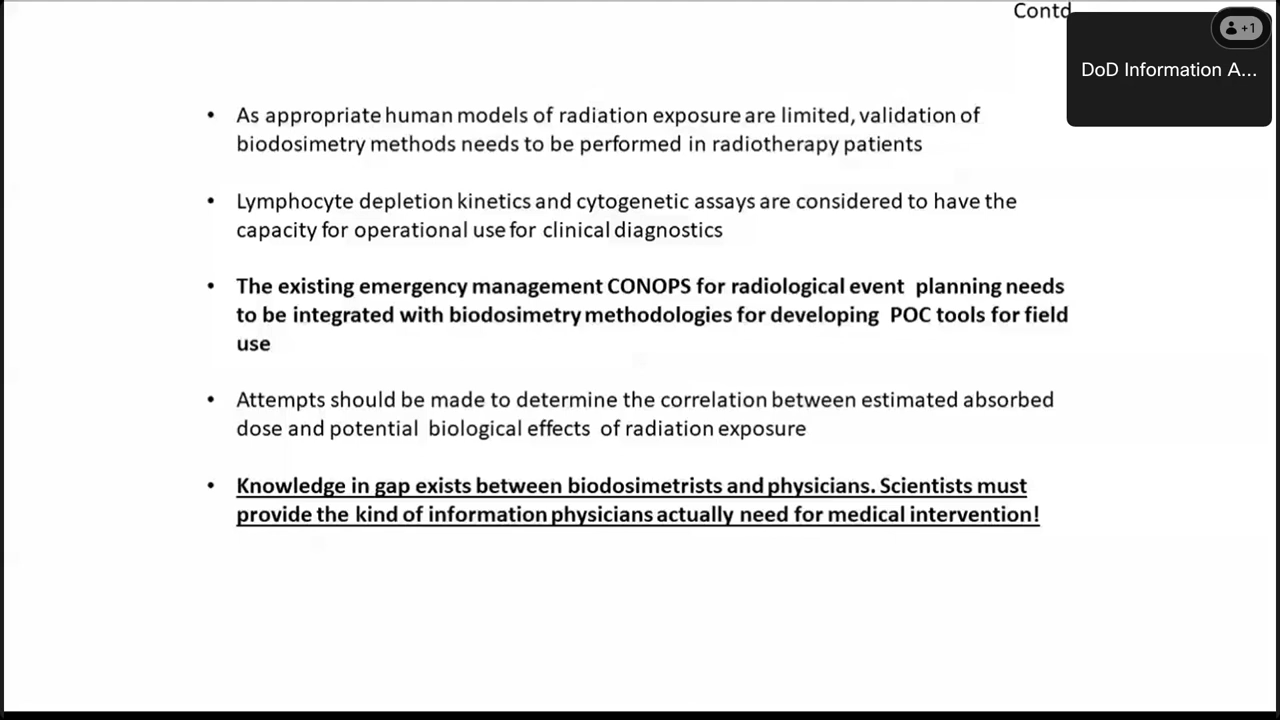 Contd
+1
DoD Information A...
• As appropriate human models of radiation exposure are limited, validation of
biodosimetry methods needs to be performed in radiotherapy patients
• Lymphocyte depletion kinetics and cytogenetic assays are considered to have the
capacity for operational use for clinical diagnostics
• The existing emergency management CONOPS for radiological event planning needs
to be integrated with biodosimetry methodologies for developing POC tools for field
use
• Attempts should be made to determine the correlation between estimated absorbed
dose and potential biological effects of radiation exposure
• Knowledge in gap exists between biodosimetrists and physicians. Scientists must
provide the kind of information physicians actually need for medical intervention!